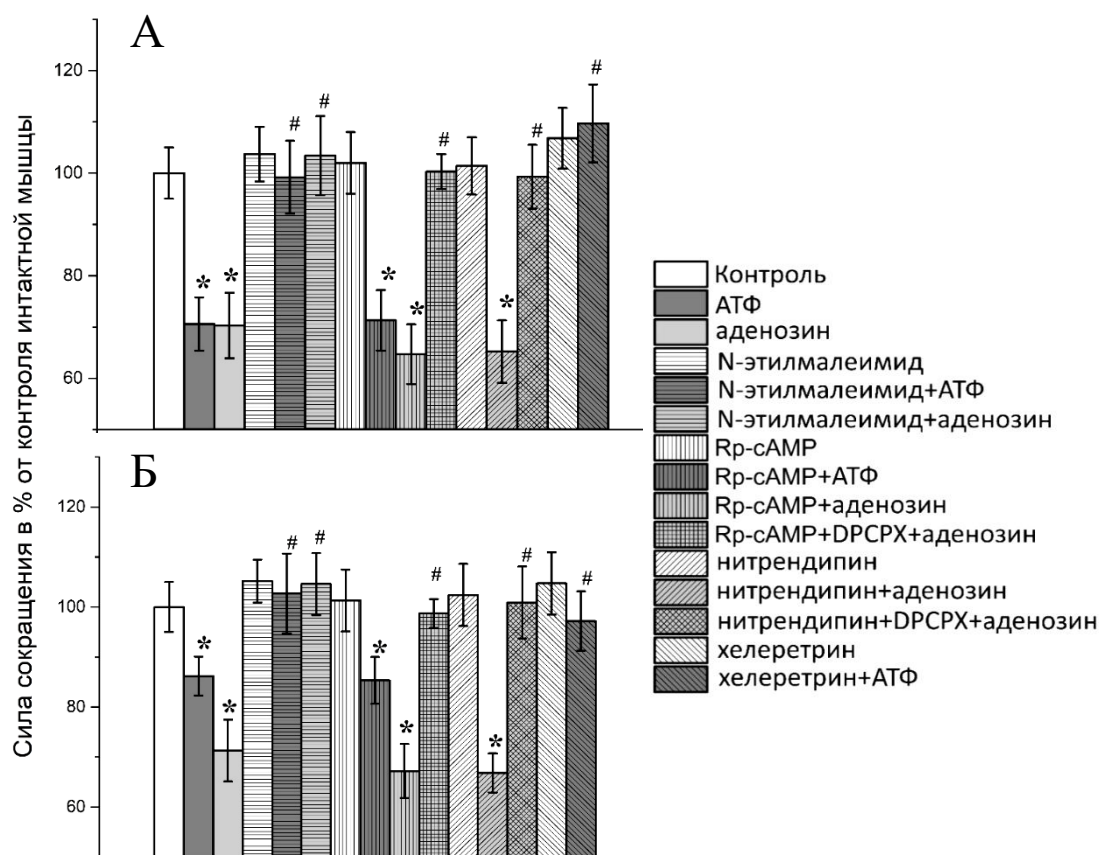 Сила сокращения в % от контроля интактной мышцы
А
120
100
80
60
* * # # * * # * # #
Б
120
100
80
60
* * # # * * # * # #
Контроль
АТФ
аденозин
N-этилмалеимид
N-этилмалеимид+АТФ
N-этилмалеимид+аденозин
Rp-cAMP
Rp-cAMP+АТФ
Rp-cAMP+аденозин
Rp-cAMP+DPCPX+аденозин
нитрендипин
нитрендипин+аденозин
нитрендипин+DPCPX+аденозин
хелеретрин
хелеретрин+АТФ